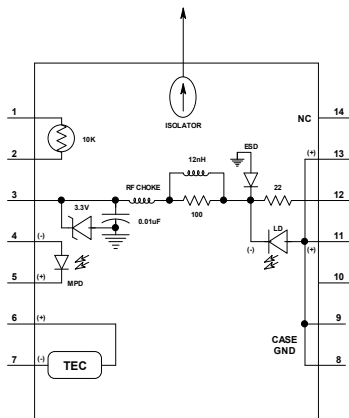 ISOLATOR
1
14
NC
10K
(+)
2
13
ESD
12nH
RF CHOKE
3
3.3V
22
12
0.01uF
100
4
(-)
LD
11
(-)
(+)
5
(+)
MPD
10
6
(+)
9
CASE
GND
7
(-)
TEC
8